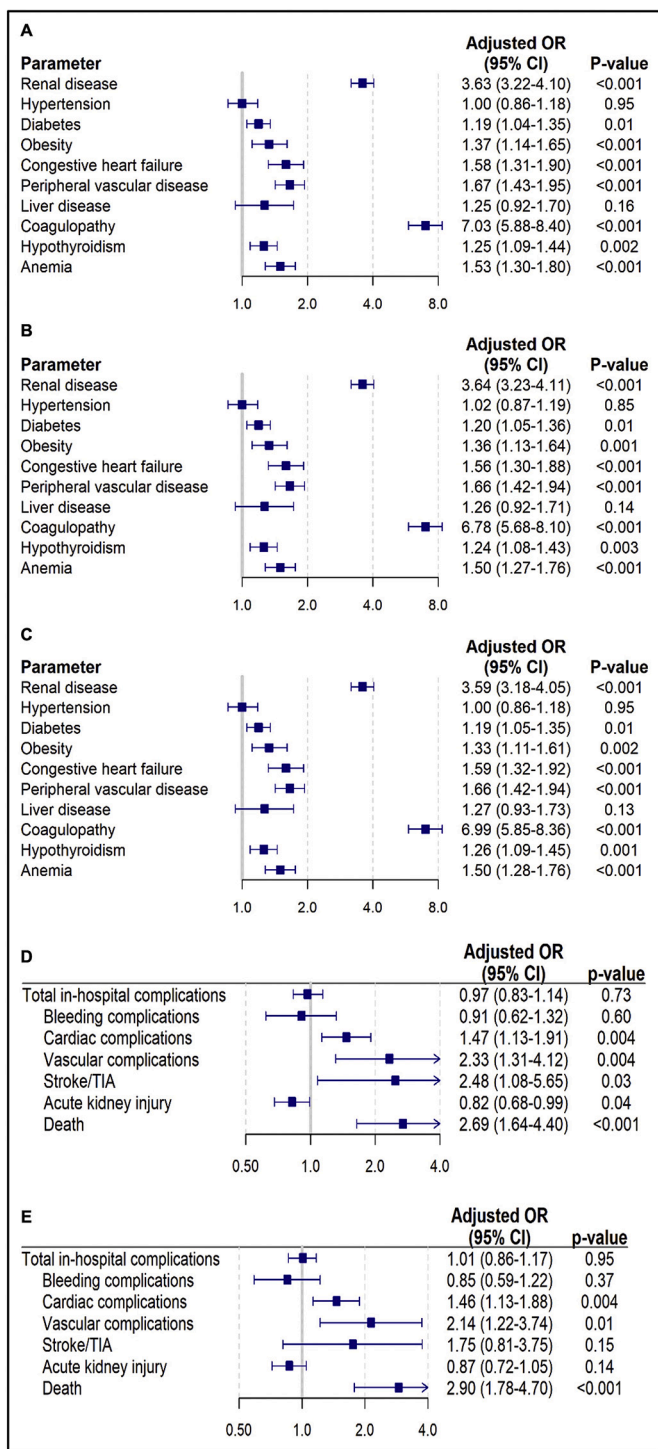 A
Adjusted OR
Parameter (95% CI) P-value
Renal disease 3.63 (3.22-4.10) <0.001
Hypertension 1.00 (0.86-1.18) 0.95
Diabetes 1.19 (1.04-1.35) 0.01
Obesity 1.37 (1.14-1.65) <0.001
Congestive heart failure 1.58 (1.31-1.90) <0.001
Peripheral vascular disease 1.67 (1.43-1.95) <0.001
Liver disease 1.25 (0.92-1.70) 0.16
Coagulopathy 7.03 (5.88-8.40) <0.001
Hypothyroidism 1.25 (1.09-1.44) 0.002
Anemia 1.53 (1.30-1.80) <0.001
1.0 2.0 4.0 8.0
B
Adjusted OR
Parameter (95% CI) P-value
Renal disease 3.64 (3.23-4.11) <0.001
Hypertension 1.02 (0.87-1.19) 0.85
Diabetes 1.20 (1.05-1.36) 0.01
Obesity 1.36 (1.13-1.64) 0.001
Congestive heart failure 1.56 (1.30-1.88) <0.001
Peripheral vascular disease 1.66 (1.42-1.94) <0.001
Liver disease 1.26 (0.92-1.71) 0.14
Coagulopathy 6.78 (5.68-8.10) <0.001
Hypothyroidism 1.24 (1.08-1.43) 0.003
Anemia 1.50 (1.27-1.76) <0.001
1.0 2.0 4.0 8.0
C
Adjusted OR
Parameter (95% CI) P-value
Renal disease 3.59 (3.18-4.05) <0.001
Hypertension 1.00 (0.86-1.18) 0.95
Diabetes 1.19 (1.05-1.35) 0.01
Obesity 1.33 (1.11-1.61) 0.002
Congestive heart failure 1.59 (1.32-1.92) <0.001
Peripheral vascular disease 1.66 (1.42-1.94) <0.001
Liver disease 1.27 (0.93-1.73) 0.13
Coagulopathy 6.99 (5.85-8.36) <0.001
Hypothyroidism 1.26 (1.09-1.45) 0.001
Anemia 1.50 (1.28-1.76) <0.001
1.0 2.0 4.0 8.0
D
Adjusted OR
(95% CI) p-value
Total in-hospital complications 0.97 (0.83-1.14) 0.73
Bleeding complications 0.91 (0.62-1.32) 0.60
Cardiac complications 1.47 (1.13-1.91) 0.004
Vascular complications 2.33 (1.31-4.12) 0.004
Stroke/TIA 2.48 (1.08-5.65) 0.03
Acute kidney injury 0.82 (0.68-0.99) 0.04
Death 2.69 (1.64-4.40) <0.001
0.50 1.0 2.0 4.0
E
Adjusted OR
(95% CI) p-value
Total in-hospital complications 1.01 (0.86-1.17) 0.95
Bleeding complications 0.85 (0.59-1.22) 0.37
Cardiac complications 1.46 (1.13-1.88) 0.004
Vascular complications 2.14 (1.22-3.74) 0.01
Stroke/TIA 1.75 (0.81-3.75) 0.15
Acute kidney injury 0.87 (0.72-1.05) 0.14
Death 2.90 (1.78-4.70) <0.001
0.50 1.0 2.0 4.0